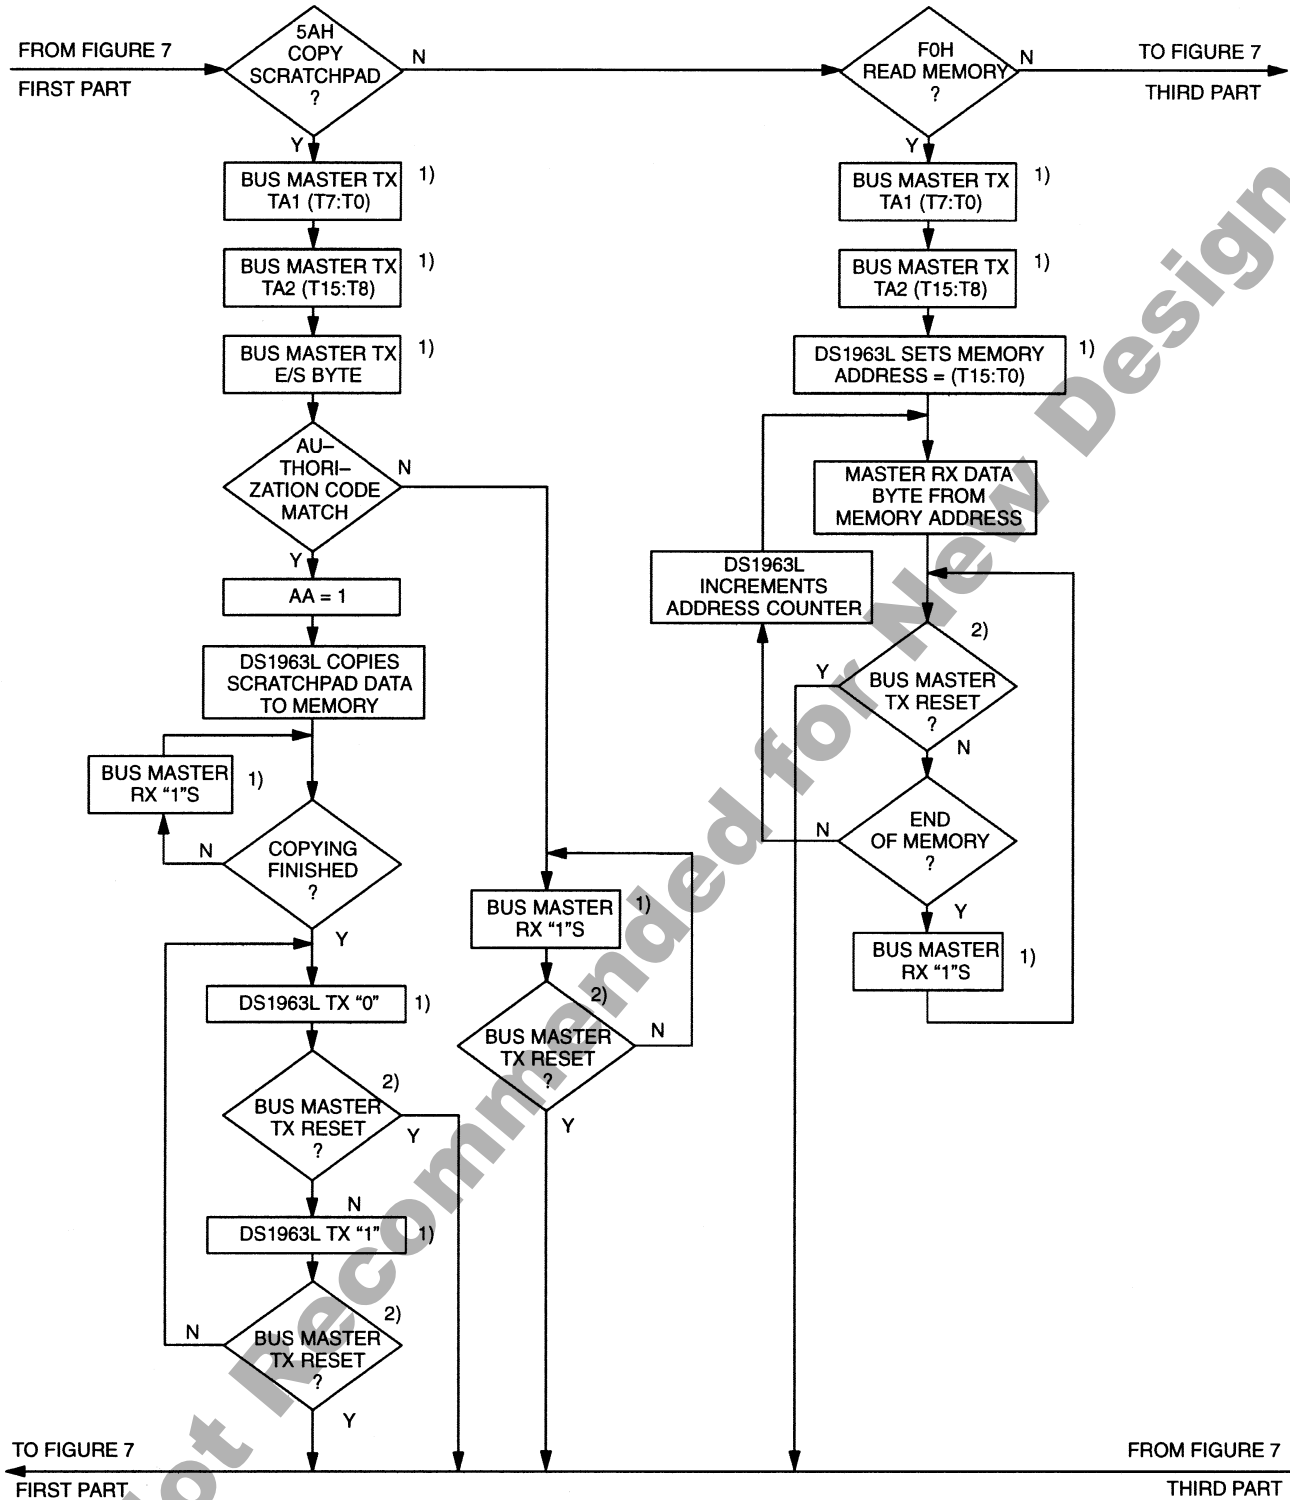 FROM FIGURE 7
FIRST PART
5AH
COPY
SCRATCHPAD
?
N
Y
BUS MASTER TX
TA1 (T7:T0)
1)
BUS MASTER TX
TA2 (T15:T8)
1)
BUS MASTER TX
E/S BYTE
1)
AU–
THORI–
ZATION CODE
MATCH
N
Y
AA = 1
DS1963L COPIES
SCRATCHPAD DATA
TO MEMORY
BUS MASTER
RX “1”S
1)
COPYING
FINISHED
?
N
Y
DS1963L TX “0”
1)
BUS MASTER
TX RESET
?
2)
Y
N
DS1963L TX “1”
1)
BUS MASTER
TX RESET
?
2)
N
Y
BUS MASTER
RX “1”S
1)
BUS MASTER
TX RESET
?
2)
N
Y
F0H
READ MEMORY
?
N
Y
TO FIGURE 7
THIRD PART
BUS MASTER TX
TA1 (T7:T0)
1)
BUS MASTER TX
TA2 (T15:T8)
1)
DS1963L SETS MEMORY
ADDRESS = (T15:T0)
1)
MASTER RX DATA
BYTE FROM
MEMORY ADDRESS
DS1963L
INCREMENTS
ADDRESS COUNTER
BUS MASTER
TX RESET
?
2)
Y
N
END
OF MEMORY
?
N
Y
BUS MASTER
RX “1”S
1)
TO FIGURE 7
FIRST PART
FROM FIGURE 7
THIRD PART
ot Recommended for New Design